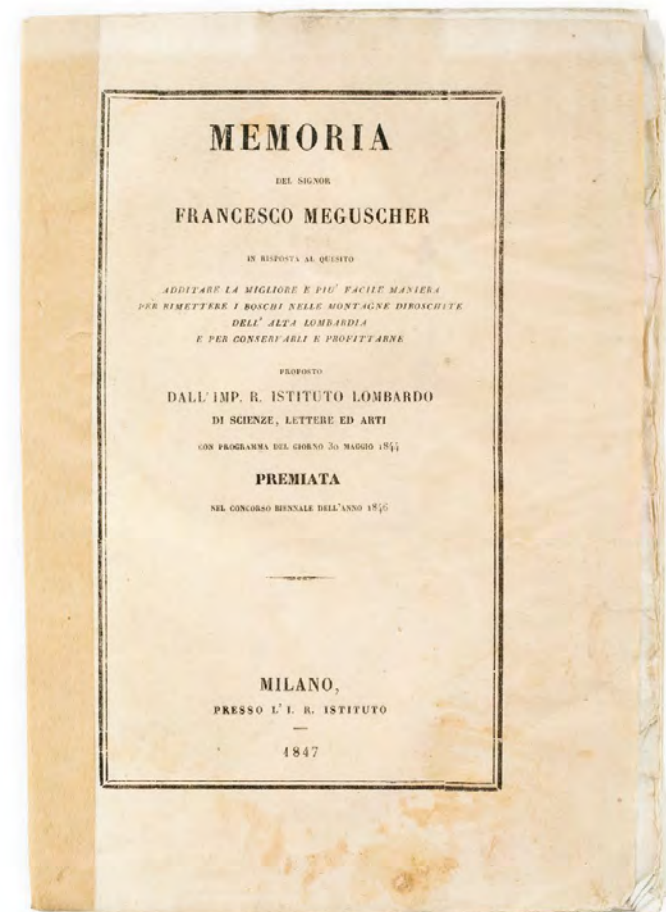 MEMORIA
DEL SIGNOR
FRANCESCO MEGUSCHER
IN RISPOSTA AL QUESITO
ADDITARE LA MIGLIORE E PIU' FACILE MANIERA
PER RIMETTERE I BOSCHI NELLE MONTAGNE DIBOSCHITE
DELL' ALTA LOMBARDIA
E PER CONSERVARLI E PROFITTARNE
PROPOSTO
DALL' IMP. R. ISTITUTO LOMBARDO
DI SCIENZE, LETTERE ED ARTI
CON PROGRAMMA DEL GIORNO 30 MAGGIO 1844
PREMIATA
NEL CONCORSO BIENNALE DELL'ANNO 1846
MILANO,
PRESSO L' I. R. ISTITUTO
1847